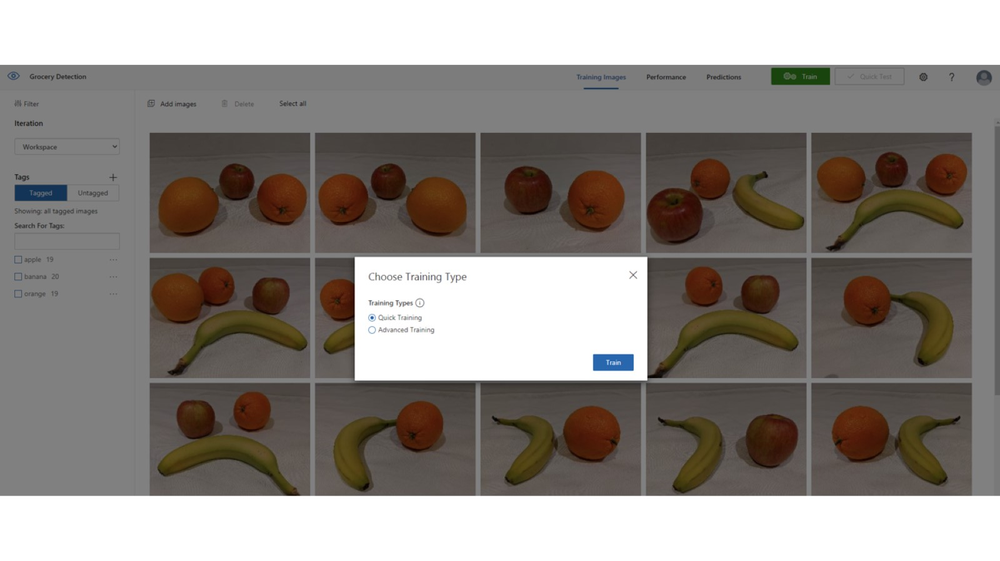 Grocery Detection
Training Images
Performance
Predictions
Train
Quick Test
?
Filter
Iteration
Workspace
Tags
Tagged
Untagged
Showing: all tagged images
Search For Tags:
apple 19
banana 20
orange 19
Add images
Delete
Select all
Choose Training Type
Training Types
Quick Training
Advanced Training
Train